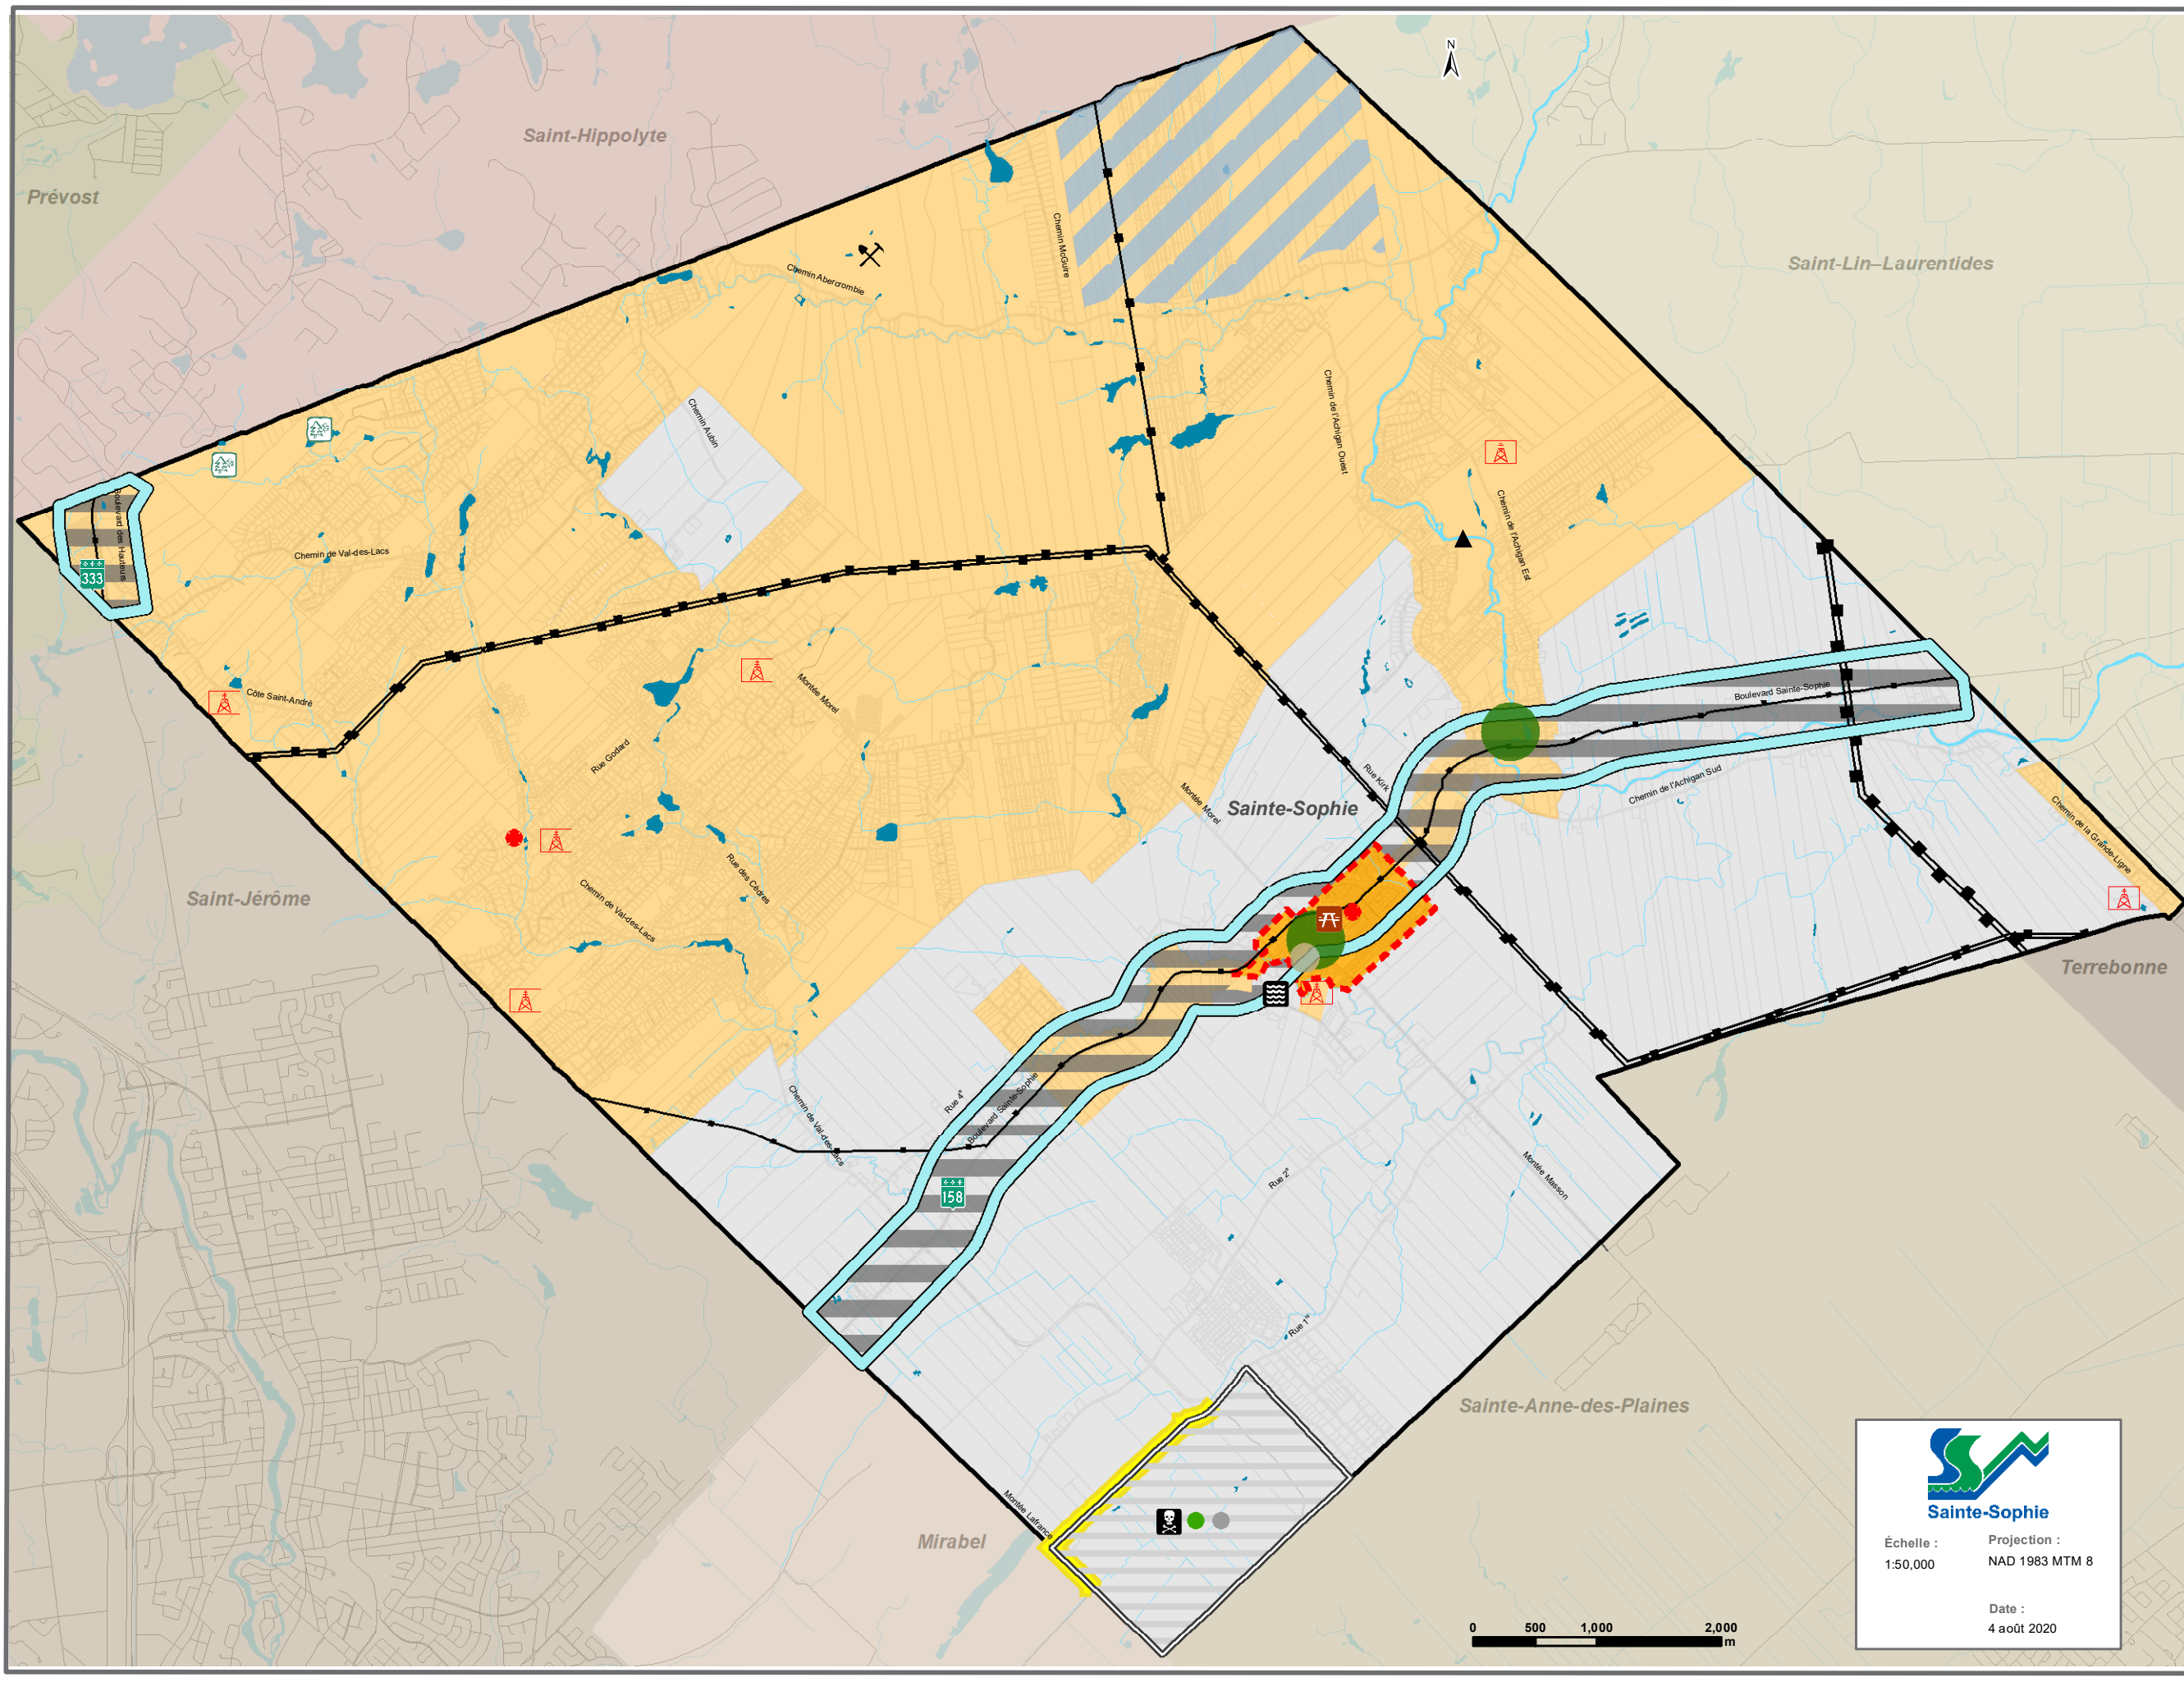 N
Saint-Hippolyte
Prévost
Saint-Lin–Laurentides
Chemin McGuire
Chemin Abercrombie
Chemin Aubin
Chemin de l'Achigan Ouest
Chemin de l'Achigan Est
Boulevard des Hauteurs
333
Chemin de Val-des-Lacs
Côte Saint-André
Montée Morel
Rue Godard
Boulevard Sainte-Sophie
Rue Kirk
Chemin de l'Achigan Sud
Montée Morel
Sainte-Sophie
Chemin de la Grande-Ligne
Rue des Cèdres
Chemin de Val-des-Lacs
Saint-Jérôme
Terrebonne
Rue 4e
Boulevard Sainte-Sophie
Chemin de Val-des-Lacs
158
Rue 2e
Montée Masson
Rue 1re
Sainte-Anne-des-Plaines
Montée Lafrance
Mirabel
Sainte-Sophie
Échelle :
1:50,000
Projection :
NAD 1983 MTM 8
Date :
4 août 2020
0 500 1,000 2,000
m